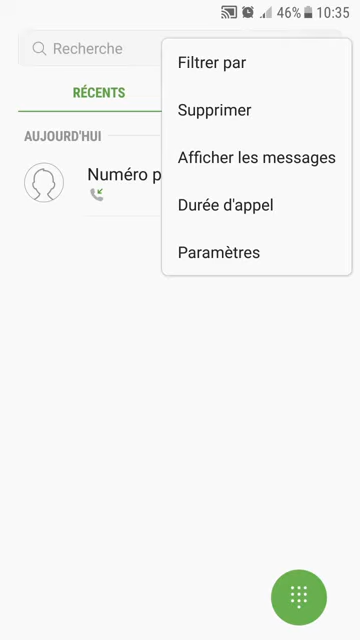 46% 10:35
Recherche
Filtrer par
Supprimer
RÉCENTS
Afficher les messages
AUJOURD'HUI
Numéro p
Durée d'appel
Paramètres